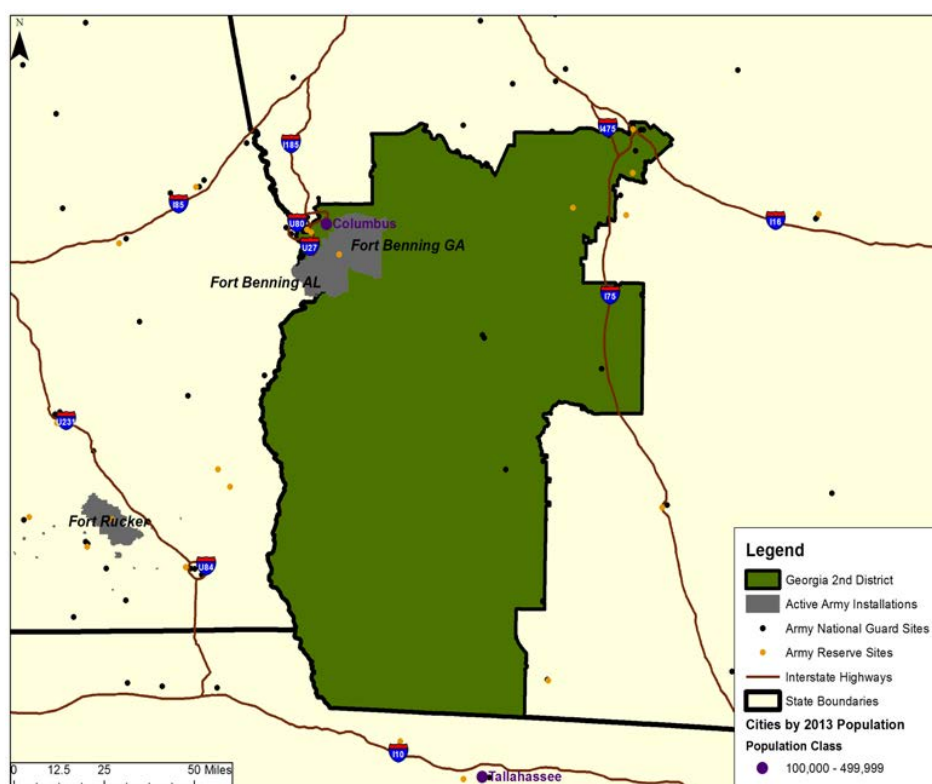 N
I185
I475
I85
U80
Columbus
I16
U27
Fort Benning GA
Fort Benning AL
I75
U231
Fort Rucker
U84
I10
Tallahassee
0 12.5 25 50 Miles
Legend
Georgia 2nd District
Active Army Installations
Army National Guard Sites
Army Reserve Sites
Interstate Highways
State Boundaries
Cities by 2013 Population
Population Class
100,000 - 499,999